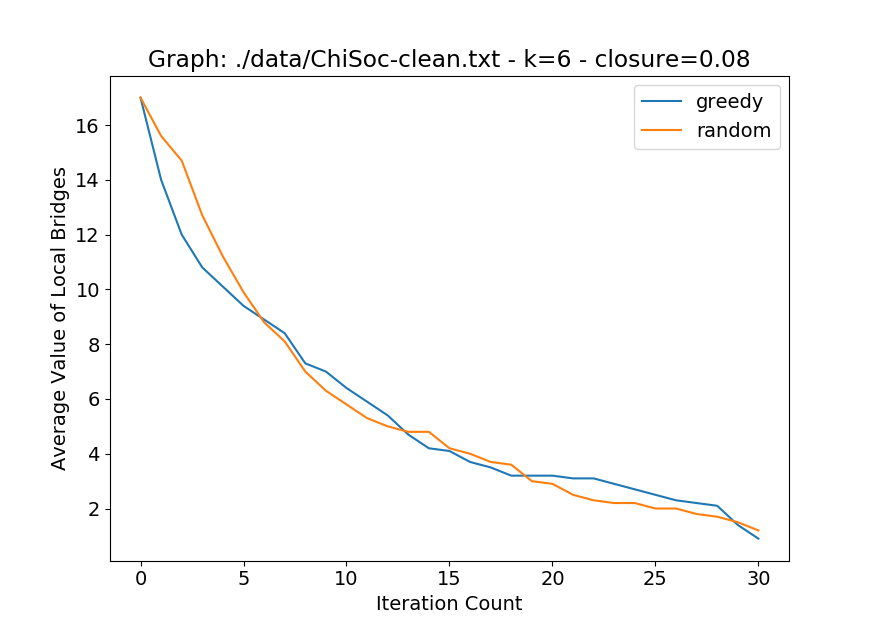 Graph: ./data/ChiSoc-clean.txt - k=6 - closure=0.08
greedy
random
Average Value of Local Bridges
16
14
12
10
8
6
4
2
0 5 10 15 20 25 30
Iteration Count